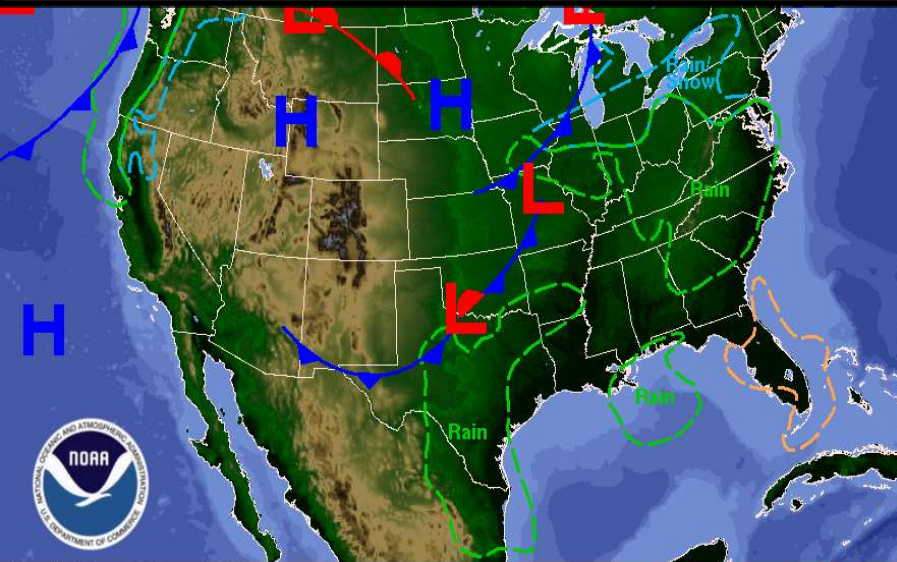 L
L
L
H
H
Rain/
Snow
L
Rain
L
H
Rain
Rain
NATIONAL OCEANIC AND ATMOSPHERIC ADMINISTRATION
NOAA
U.S. DEPARTMENT OF COMMERCE